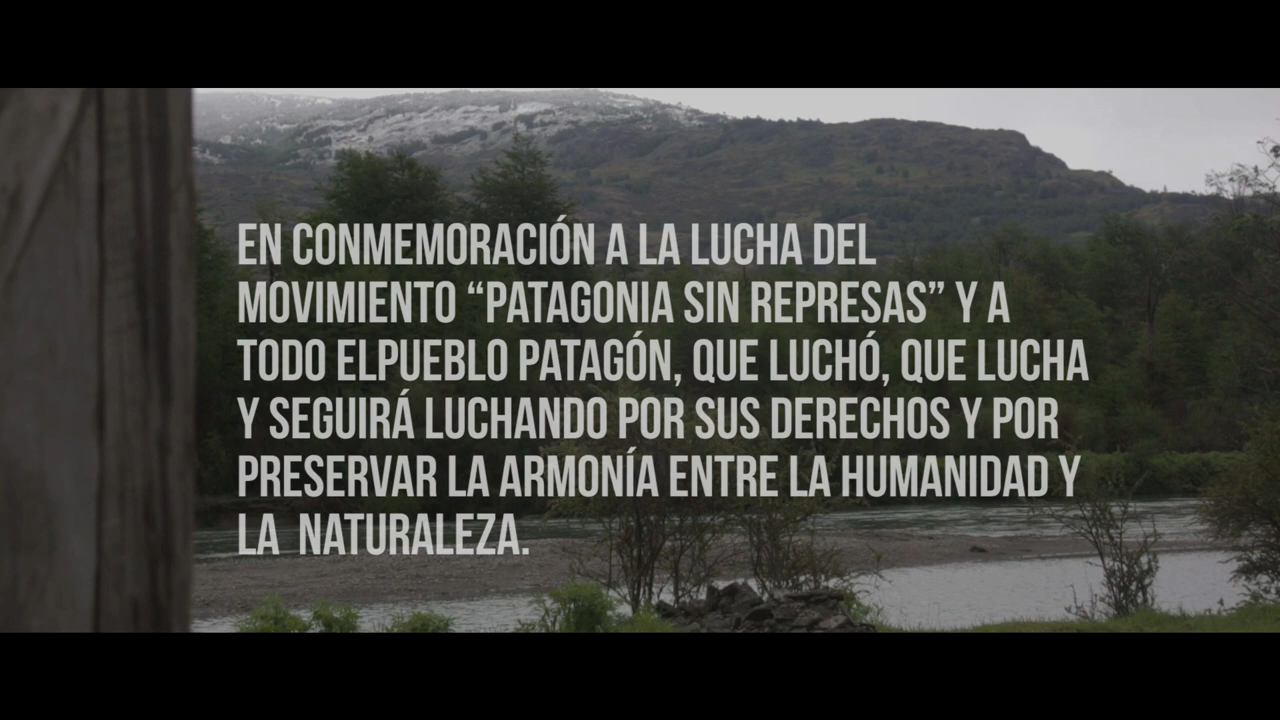 EN CONMEMORACIÓN A LA LUCHA DEL
MOVIMIENTO “PATAGONIA SIN REPRESAS” Y A
TODO ELPUEBLO PATAGÓN, QUE LUCHÓ, QUE LUCHA
Y SEGUIRÁ LUCHANDO POR SUS DERECHOS Y POR
PRESERVAR LA ARMONÍA ENTRE LA HUMANIDAD Y
LA  NATURALEZA.